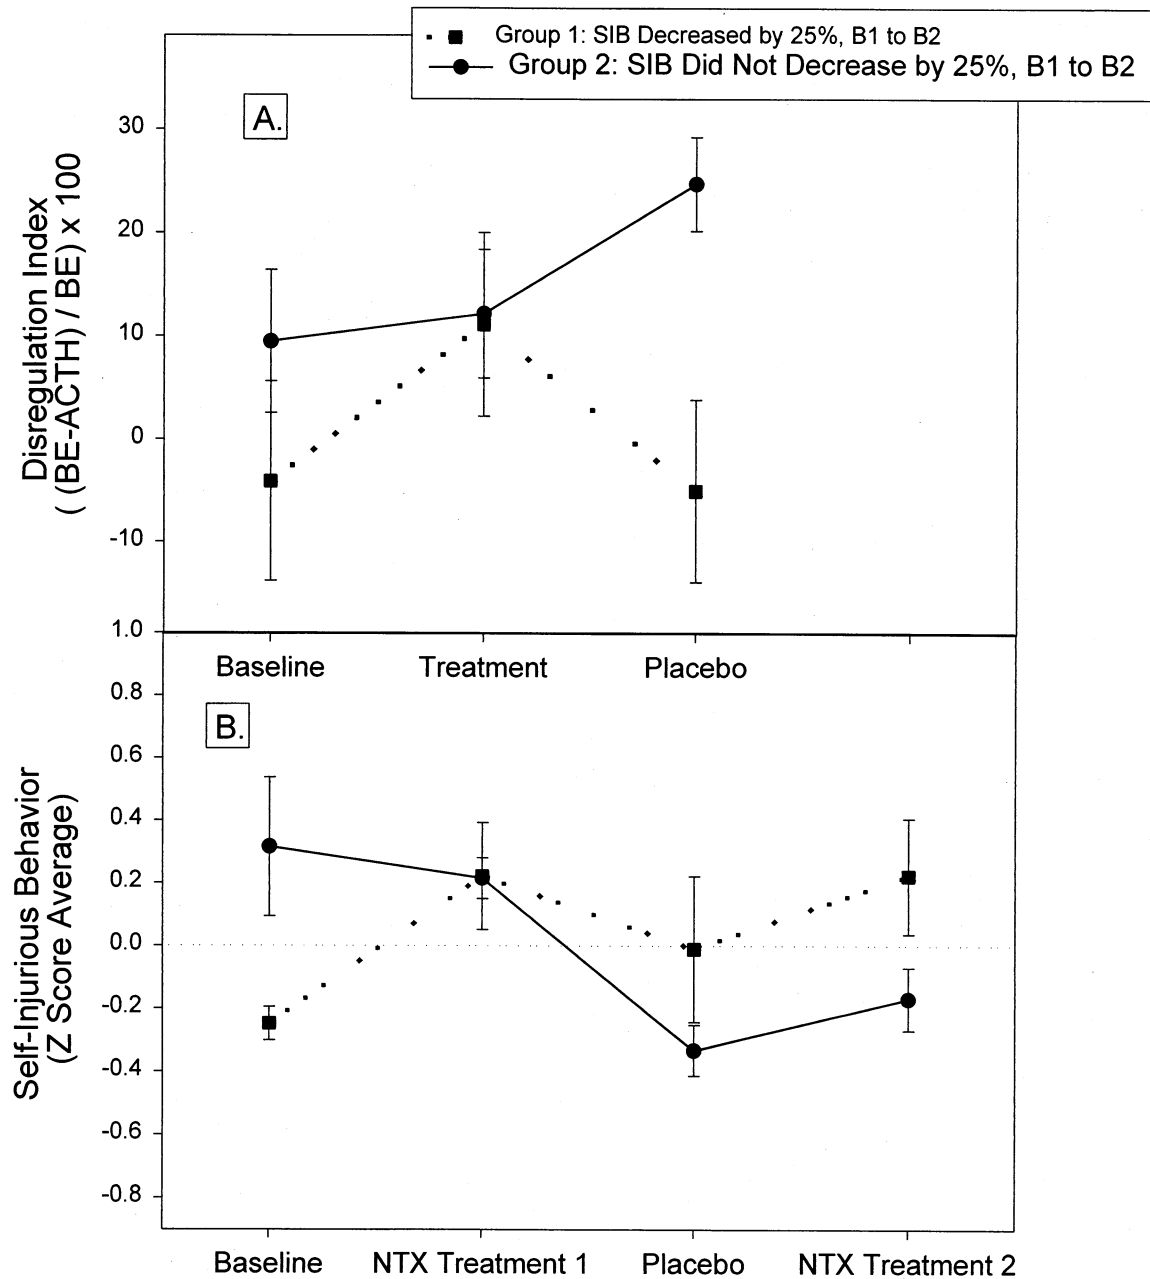 Group 1: SIB Decreased by 25%, B1 to B2
Group 2: SIB Did Not Decrease by 25%, B1 to B2
A.
30
20
10
0
-10
Disregulation Index
( (BE-ACTH) / BE) x 100
Baseline Treatment Placebo
B.
1.0
0.8
0.6
0.4
0.2
0.0
-0.2
-0.4
-0.6
-0.8
Self-Injurious Behavior
(Z Score Average)
Baseline NTX Treatment 1 Placebo NTX Treatment 2